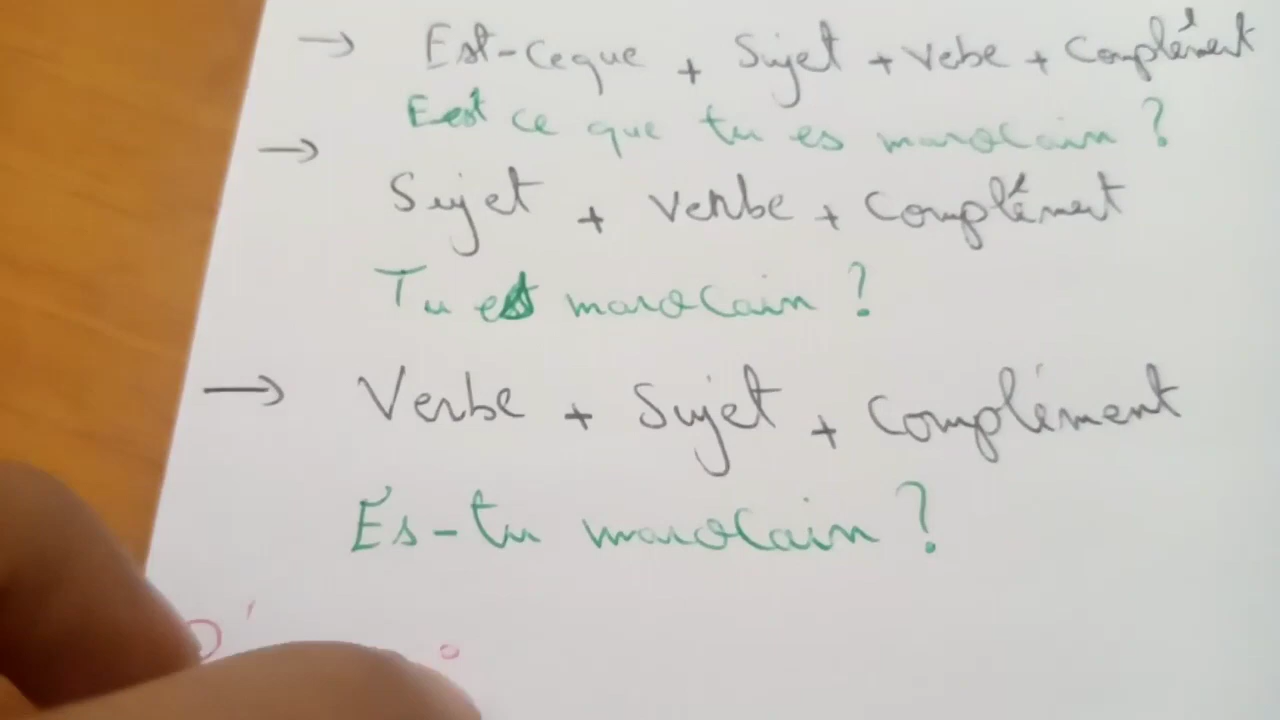 → Est-ceque + Sujet + Vebe + Complément
Est ce que tu es marocain ?
→ Sujet + Verbe + Complément
Tu es marocain ?
→ Verbe + Sujet + Complément
Es-tu marocain ?